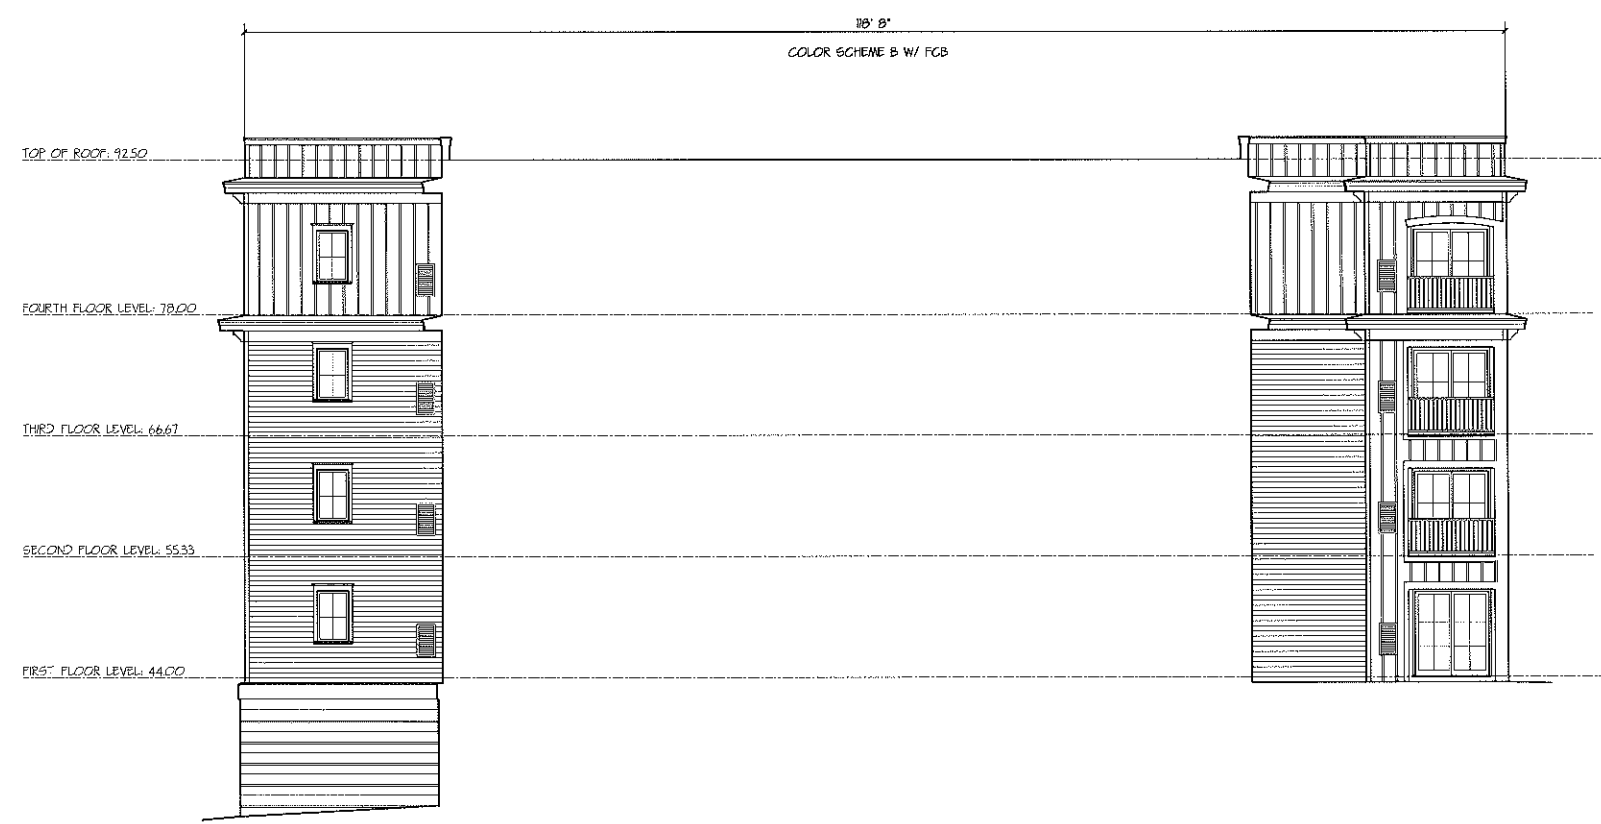 118' 8"
COLOR SCHEME B W/ FCB
TOP OF ROOF: 92.50
FOURTH FLOOR LEVEL: 78.00
THIRD FLOOR LEVEL: 66.67
SECOND FLOOR LEVEL: 55.33
FIRST FLOOR LEVEL: 44.00